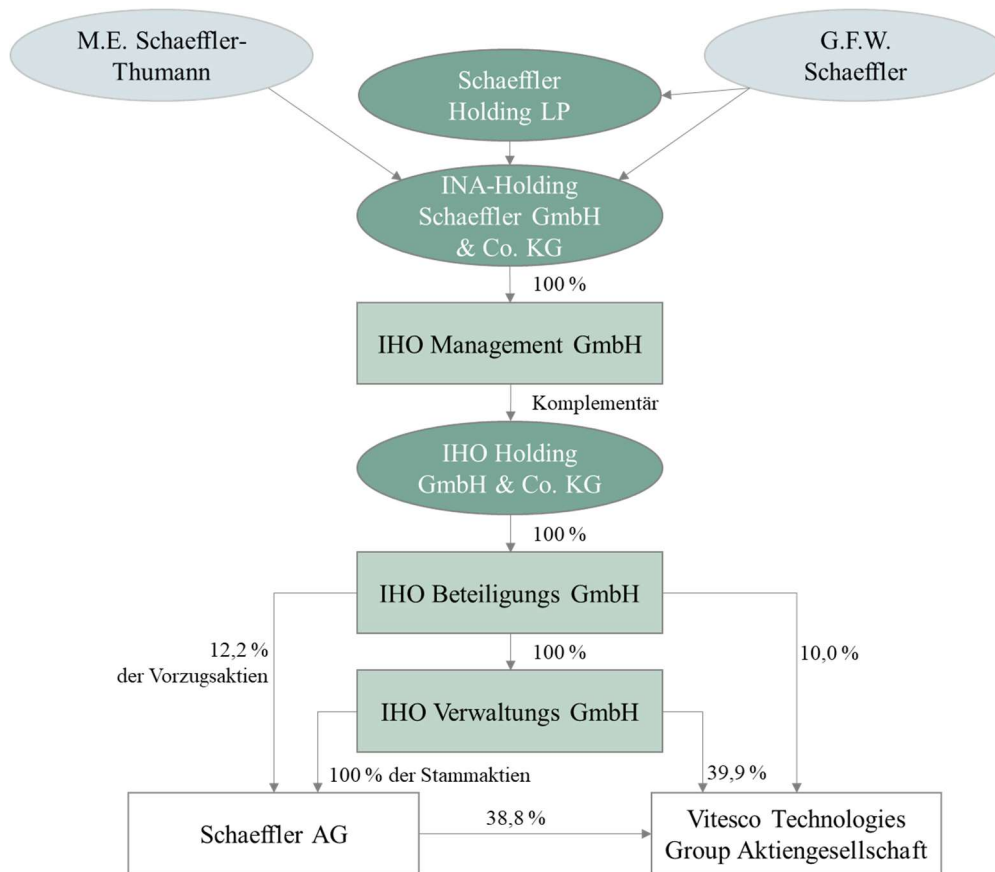 M.E. Schaeffler-
Thumann
G.F.W.
Schaeffler
Schaeffler
Holding LP
INA-Holding
Schaeffler GmbH
& Co. KG
100 %
IHO Management GmbH
Komplementär
IHO Holding
GmbH & Co. KG
100 %
IHO Beteiligungs GmbH
12,2 %
der Vorzugsaktien
100 %
10,0 %
IHO Verwaltungs GmbH
100 % der Stammaktien
39,9 %
Schaeffler AG
38,8 %
Vitesco Technologies
Group Aktiengesellschaft